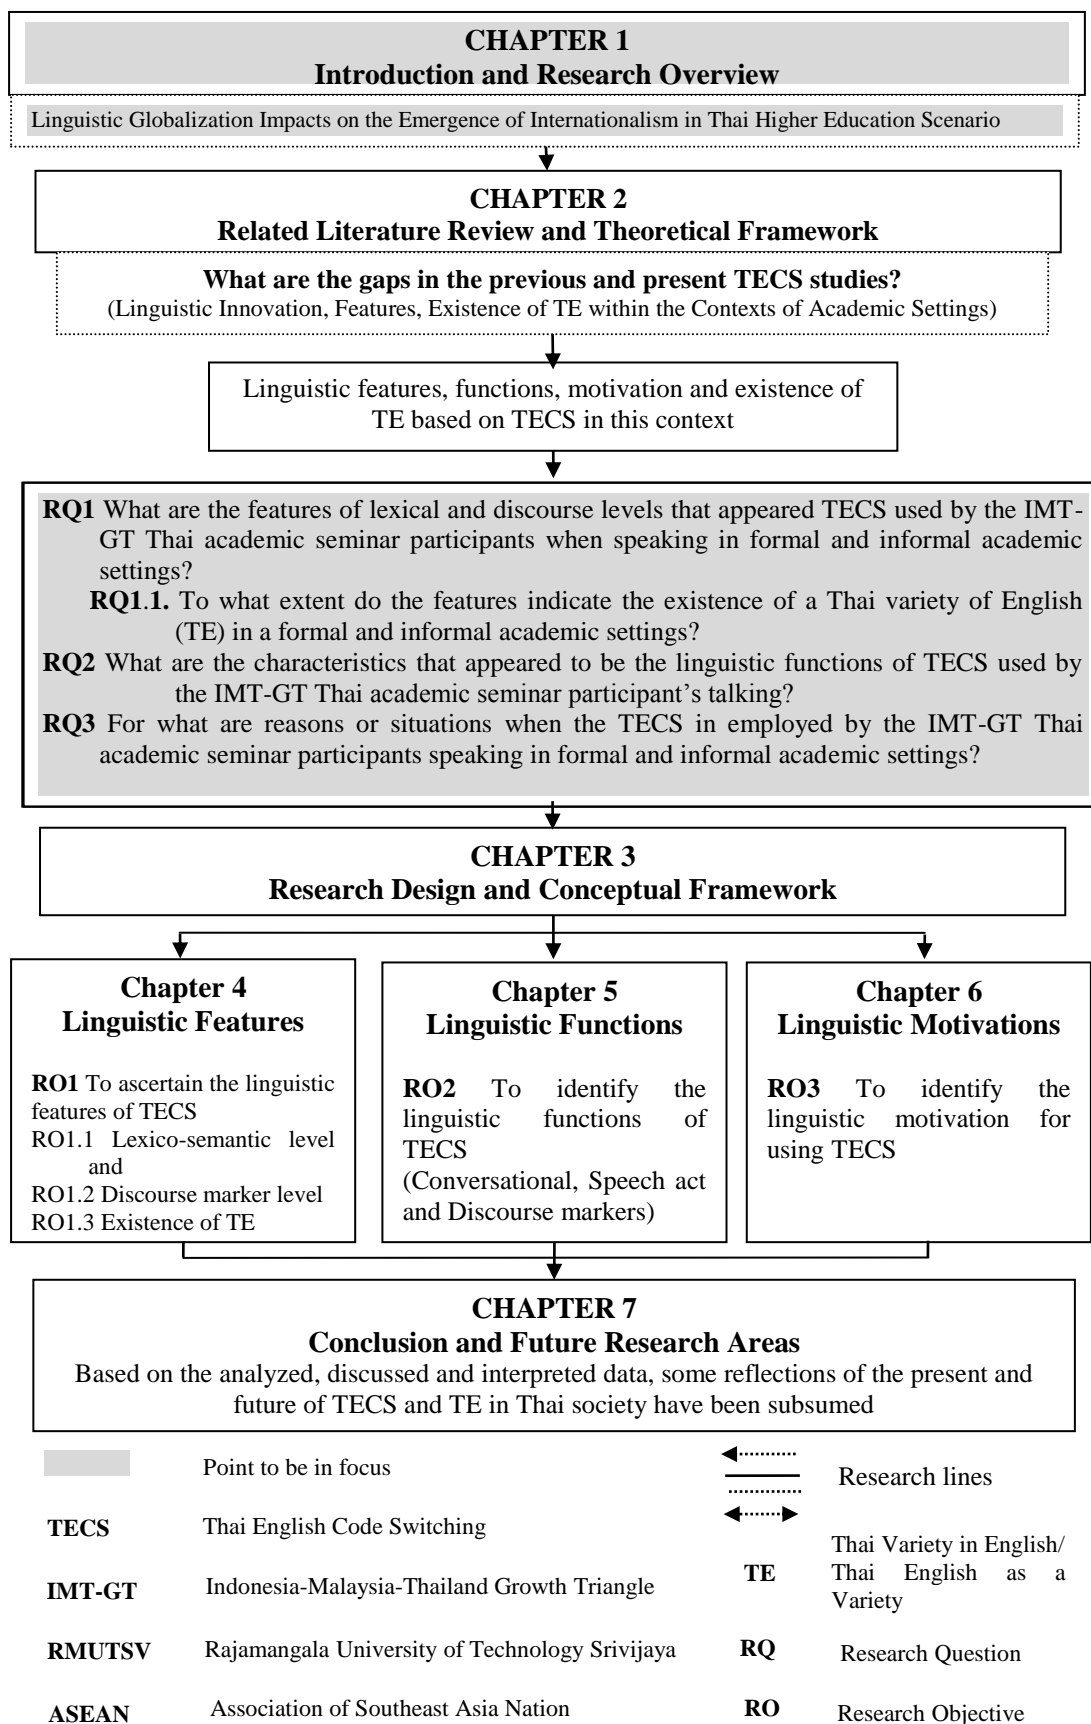 CHAPTER 1
Introduction and Research Overview
Linguistic Globalization Impacts on the Emergence of Internationalism in Thai Higher Education Scenario
CHAPTER 2
Related Literature Review and Theoretical Framework
What are the gaps in the previous and present TECS studies?
(Linguistic Innovation, Features, Existence of TE within the Contexts of Academic Settings)
Linguistic features, functions, motivation and existence of
TE based on TECS in this context
RQ1 What are the features of lexical and discourse levels that appeared TECS used by the IMT-
GT Thai academic seminar participants when speaking in formal and informal academic
settings?
RQ1.1. To what extent do the features indicate the existence of a Thai variety of English
(TE) in a formal and informal academic settings?
RQ2 What are the characteristics that appeared to be the linguistic functions of TECS used by
the IMT-GT Thai academic seminar participant's talking?
RQ3 For what are reasons or situations when the TECS in employed by the IMT-GT Thai
academic seminar participants speaking in formal and informal academic settings?
CHAPTER 3
Research Design and Conceptual Framework
Chapter 4
Linguistic Features
RO1 To ascertain the linguistic
features of TECS
RO1.1 Lexico-semantic level
and
RO1.2 Discourse marker level
RO1.3 Existence of TE
Chapter 5
Linguistic Functions
RO2 To identify the
linguistic functions of
TECS
(Conversational, Speech act
and Discourse markers)
Chapter 6
Linguistic Motivations
RO3 To identify the
linguistic motivation for
using TECS
CHAPTER 7
Conclusion and Future Research Areas
Based on the analyzed, discussed and interpreted data, some reflections of the present and
future of TECS and TE in Thai society have been subsumed
Point to be in focus
Research lines
TECS Thai English Code Switching
TE Thai Variety in English/
Thai English as a
Variety
IMT-GT Indonesia-Malaysia-Thailand Growth Triangle
RMUTSV Rajamangala University of Technology Srivijaya
RQ Research Question
ASEAN Association of Southeast Asia Nation
RO Research Objective